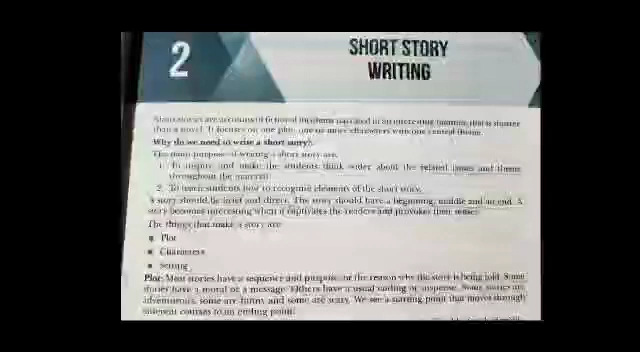 2
SHORT STORY
WRITING
Short stories are accounts of fictional incidents narrated in an interesting manner, that is shorter
than a novel. It focuses on one plot, one or more characters with one central theme.
Why do we need to write a short story?
The main purpose of writing a short story are,
1. To inspire and make the students think wider about the related issues and theme
throughout the
2. To teach students how to recognise elements of the short story.
A story should be brief and direct. The story should have a beginning, middle and an end. A
story becomes interesting when it captivates the readers and provokes their senses.
The things that make a story are
Plot
Characters
Setting
Plot: Most stories have a sequence and purpose, or the reason why the story is being told. Some
stories have a moral or a message. Others have a usual ending or suspense. Some stories are
adventurous, some are funny and some are scary. We see a starting point that moves through
different courses to an ending point.